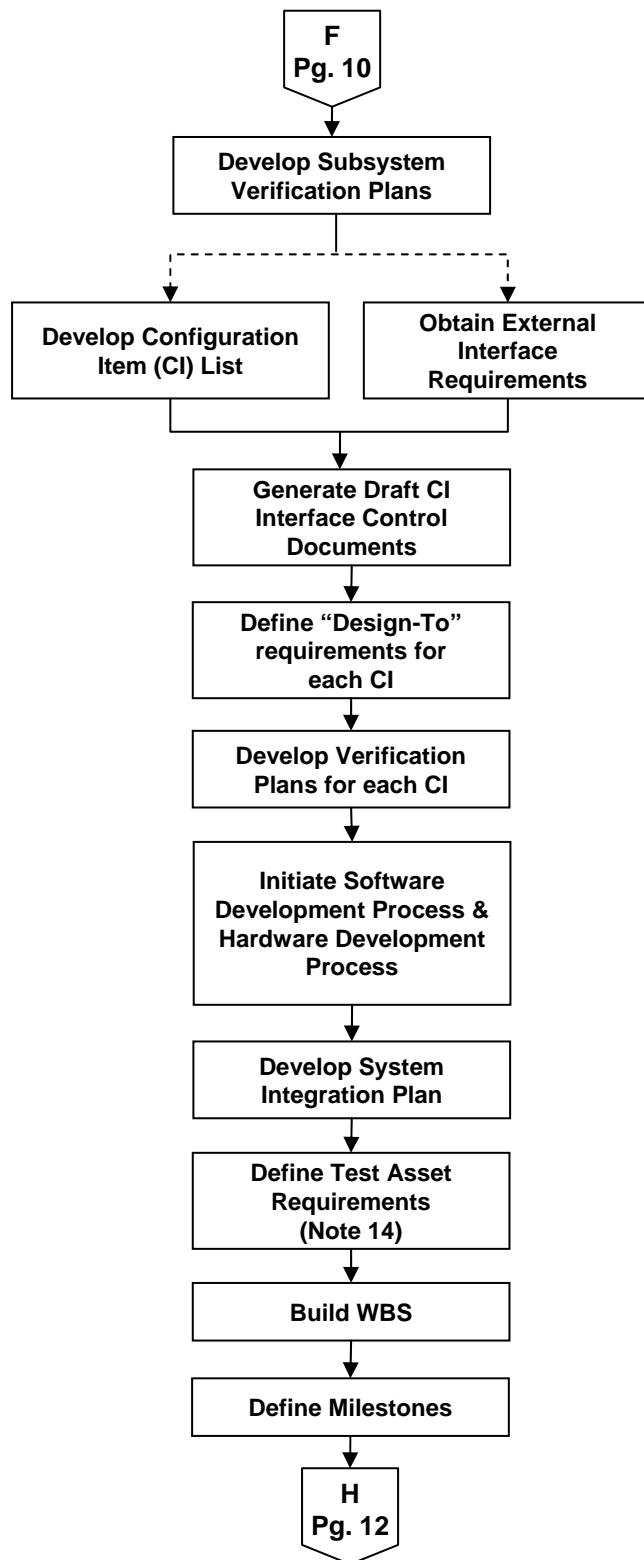 F
Pg. 10
Develop Subsystem
Verification Plans
Develop Configuration
Item (CI) List
Obtain External
Interface
Requirements
Generate Draft CI
Interface Control
Documents
Define “Design-To”
requirements for
each CI
Develop Verification
Plans for each CI
Initiate Software
Development Process &
Hardware Development
Process
Develop System
Integration Plan
Define Test Asset
Requirements
(Note 14)
Build WBS
Define Milestones
H
Pg. 12